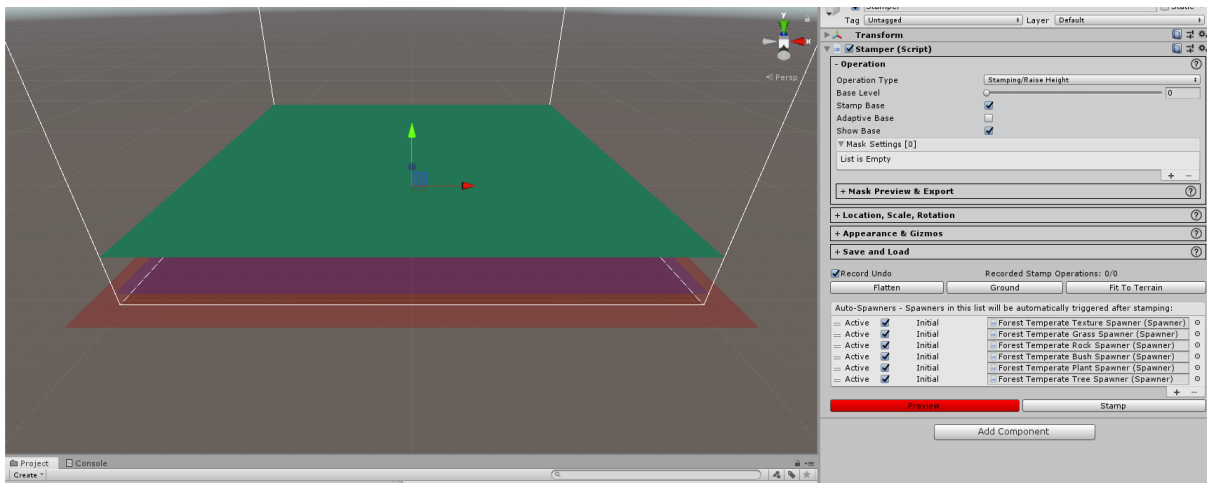 y
x
Persp
Stamper
Static
Tag Untagged Layer Default
Transform
Stamper (Script)
- Operation
Operation Type Stamping/Raise Height
Base Level 0
Stamp Base
Adaptive Base
Show Base
Mask Settings [0]
List is Empty
+ −
+ Mask Preview & Export
+ Location, Scale, Rotation
+ Appearance & Gizmos
+ Save and Load
Record Undo Recorded Stamp Operations: 0/0
Flatten Ground Fit To Terrain
Auto-Spawners - Spawners in this list will be automatically triggered after stamping:
Active Initial Forest Temperate Texture Spawner (Spawner)
Active Initial Forest Temperate Grass Spawner (Spawner)
Active Initial Forest Temperate Rock Spawner (Spawner)
Active Initial Forest Temperate Bush Spawner (Spawner)
Active Initial Forest Temperate Plant Spawner (Spawner)
Active Initial Forest Temperate Tree Spawner (Spawner)
+ −
Preview Stamp
Add Component
Project Console
Create